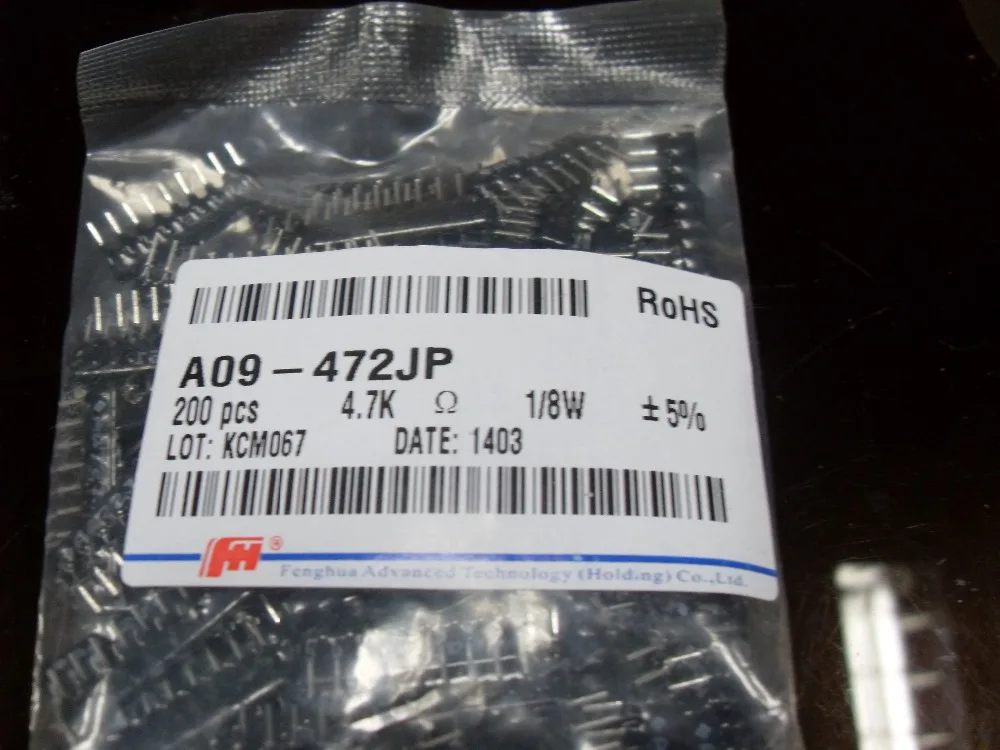 RoHS
A09-472JP
200 pcs 4.7K Ω 1/8W ±5%
LOT: KCM067 DATE: 1403
FH ®
Fenghua Advanced Technology (Holding) Co.,Ltd.